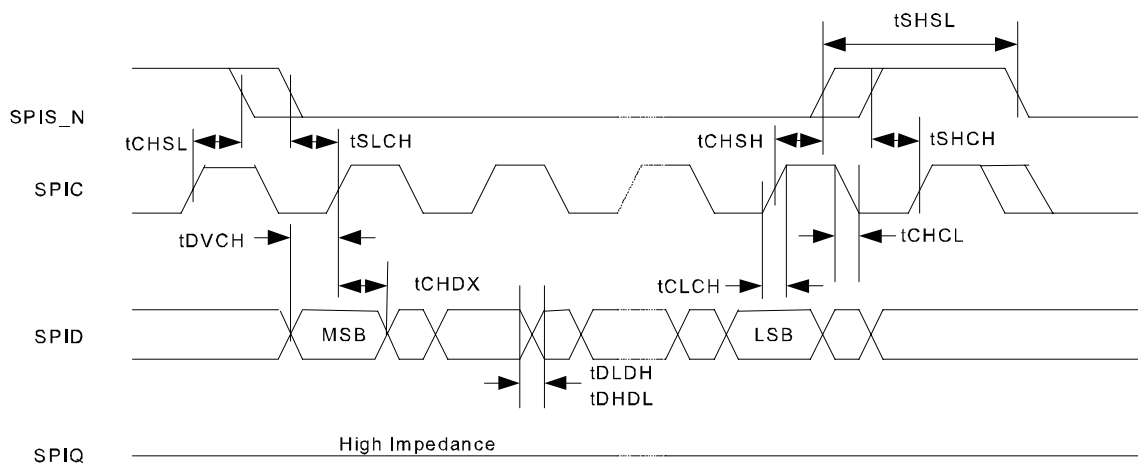 tSHSL
SPIS_N
tCHSL
tSLCH
tCHSH
tSHCH
SPIC
tDVCH
tCHCL
tCHDX
tCLCH
SPID
MSB
LSB
tDLDH
tDHDL
High Impedance
SPIQ